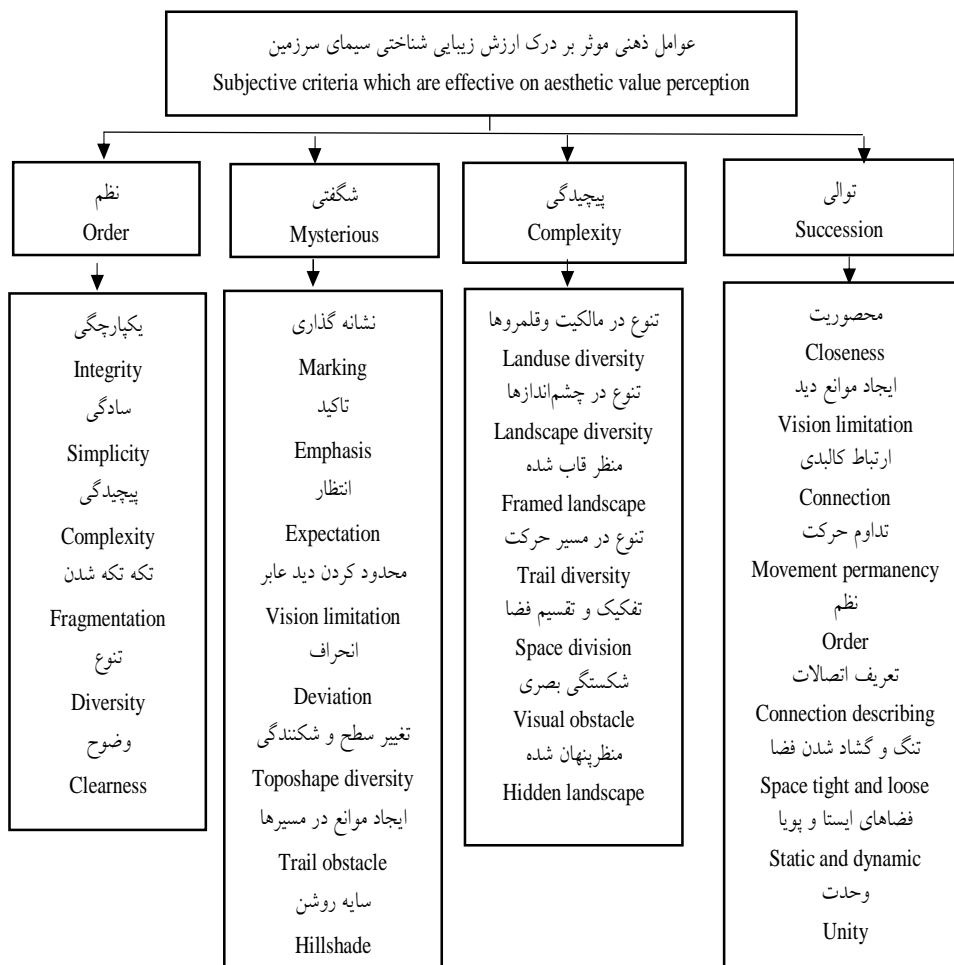 عوامل ذهنی موثر بر درک ارزش زیبایی شناختی سیمای سرزمین
Subjective criteria which are effective on aesthetic value perception
نظم
Order
شگفتی
Mysterious
پیچیدگی
Complexity
توالی
Succession
یکپارچگی
Integrity
سادگی
Simplicity
پیچیدگی
Complexity
تکه تکه شدن
Fragmentation
تنوع
Diversity
وضوح
Clearness
نشانه گذاری
Marking
تاکید
Emphasis
انتظار
Expectation
محدود کردن دید عابر
Vision limitation
انحراف
Deviation
تغییر سطح و شکنندگی
Toposhape diversity
ایجاد موانع در مسیرها
Trail obstacle
سایه روشن
Hillshade
تنوع در مالکیت وقلمروها
Landuse diversity
تنوع در چشم‌اندازها
Landscape diversity
منظر قاب شده
Framed landscape
تنوع در مسیر حرکت
Trail diversity
تفکیک و تقسیم فضا
Space division
شکستگی بصری
Visual obstacle
منظرپنهان شده
Hidden landscape
محصوریت
Closeness
ایجاد موانع دید
Vision limitation
ارتباط کالبدی
Connection
تداوم حرکت
Movement permanency
نظم
Order
تعریف اتصالات
Connection describing
تنگ و گشاد شدن فضا
Space tight and loose
فضاهای ایستا و پویا
Static and dynamic
وحدت
Unity